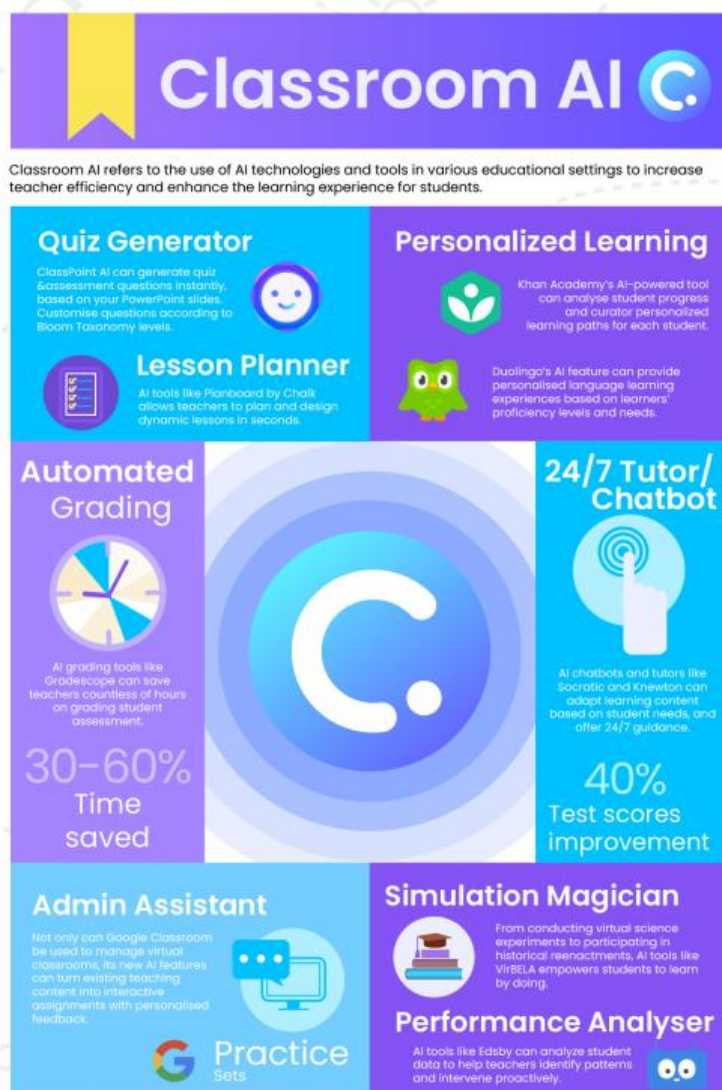 Classroom AI
Classroom AI refers to the use of AI technologies and tools in various educational settings to increase
teacher efficiency and enhance the learning experience for students.
Quiz Generator
ClassPoint AI can generate quiz
&assessment questions instantly,
based on your PowerPoint slides.
Customise questions according to
Bloom Taxonomy levels.
Lesson Planner
AI tools like Planboard by Chalk
allows teachers to plan and design
dynamic lessons in seconds.
Personalized Learning
Khan Academy's AI-powered tool
can analyse student progress
and curator personalized
learning paths for each student.
Duolingo's AI feature can provide
personalised language learning
experiences based on learners'
proficiency levels and needs.
Automated
Grading
AI grading tools like
Gradescope can save
teachers countless of hours
on grading student
assessment.
30-60%
Time
saved
24/7 Tutor/
Chatbot
AI chatbots and tutors like
Socratic and Knewton can
adapt learning content
based on student needs, and
offer 24/7 guidance.
40%
Test scores
improvement
Admin Assistant
Not only can Google Classroom
be used to manage virtual
classrooms, its new AI features
can turn existing teaching
content into interactive
assignments with personalised
feedback.
G Practice
Sets
Simulation Magician
From conducting virtual science
experiments to participating in
historical reenactments, AI tools like
VirBELA empowers students to learn
by doing.
Performance Analyser
AI tools like Edsby can analyze student
data to help teachers identify patterns
and intervene proactively.